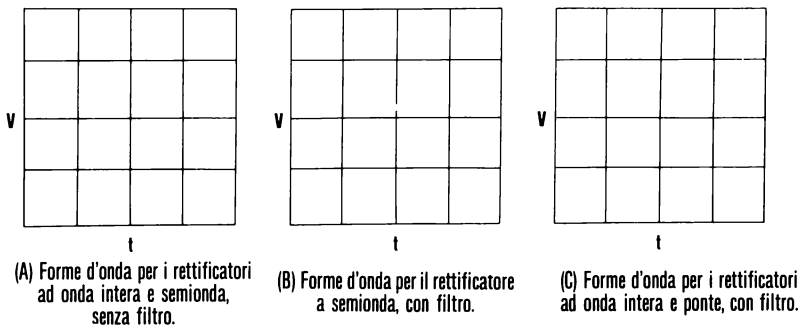 V
t
(A) Forme d'onda per i rettificatori
ad onda intera e semionda,
senza filtro.
V
t
(B) Forme d'onda per il rettificatore
a semionda, con filtro.
V
t
(C) Forme d'onda per i rettificatori
ad onda intera e ponte, con filtro.